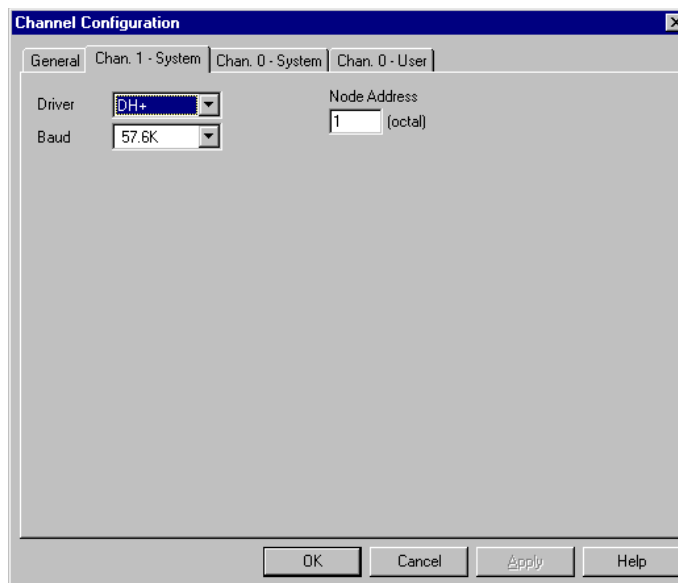 Channel Configuration
General Chan. 1 - System Chan. 0 - System Chan. 0 - User
Driver DH+ Node Address
1 (octal)
Baud 57.6K
OK Cancel Apply Help